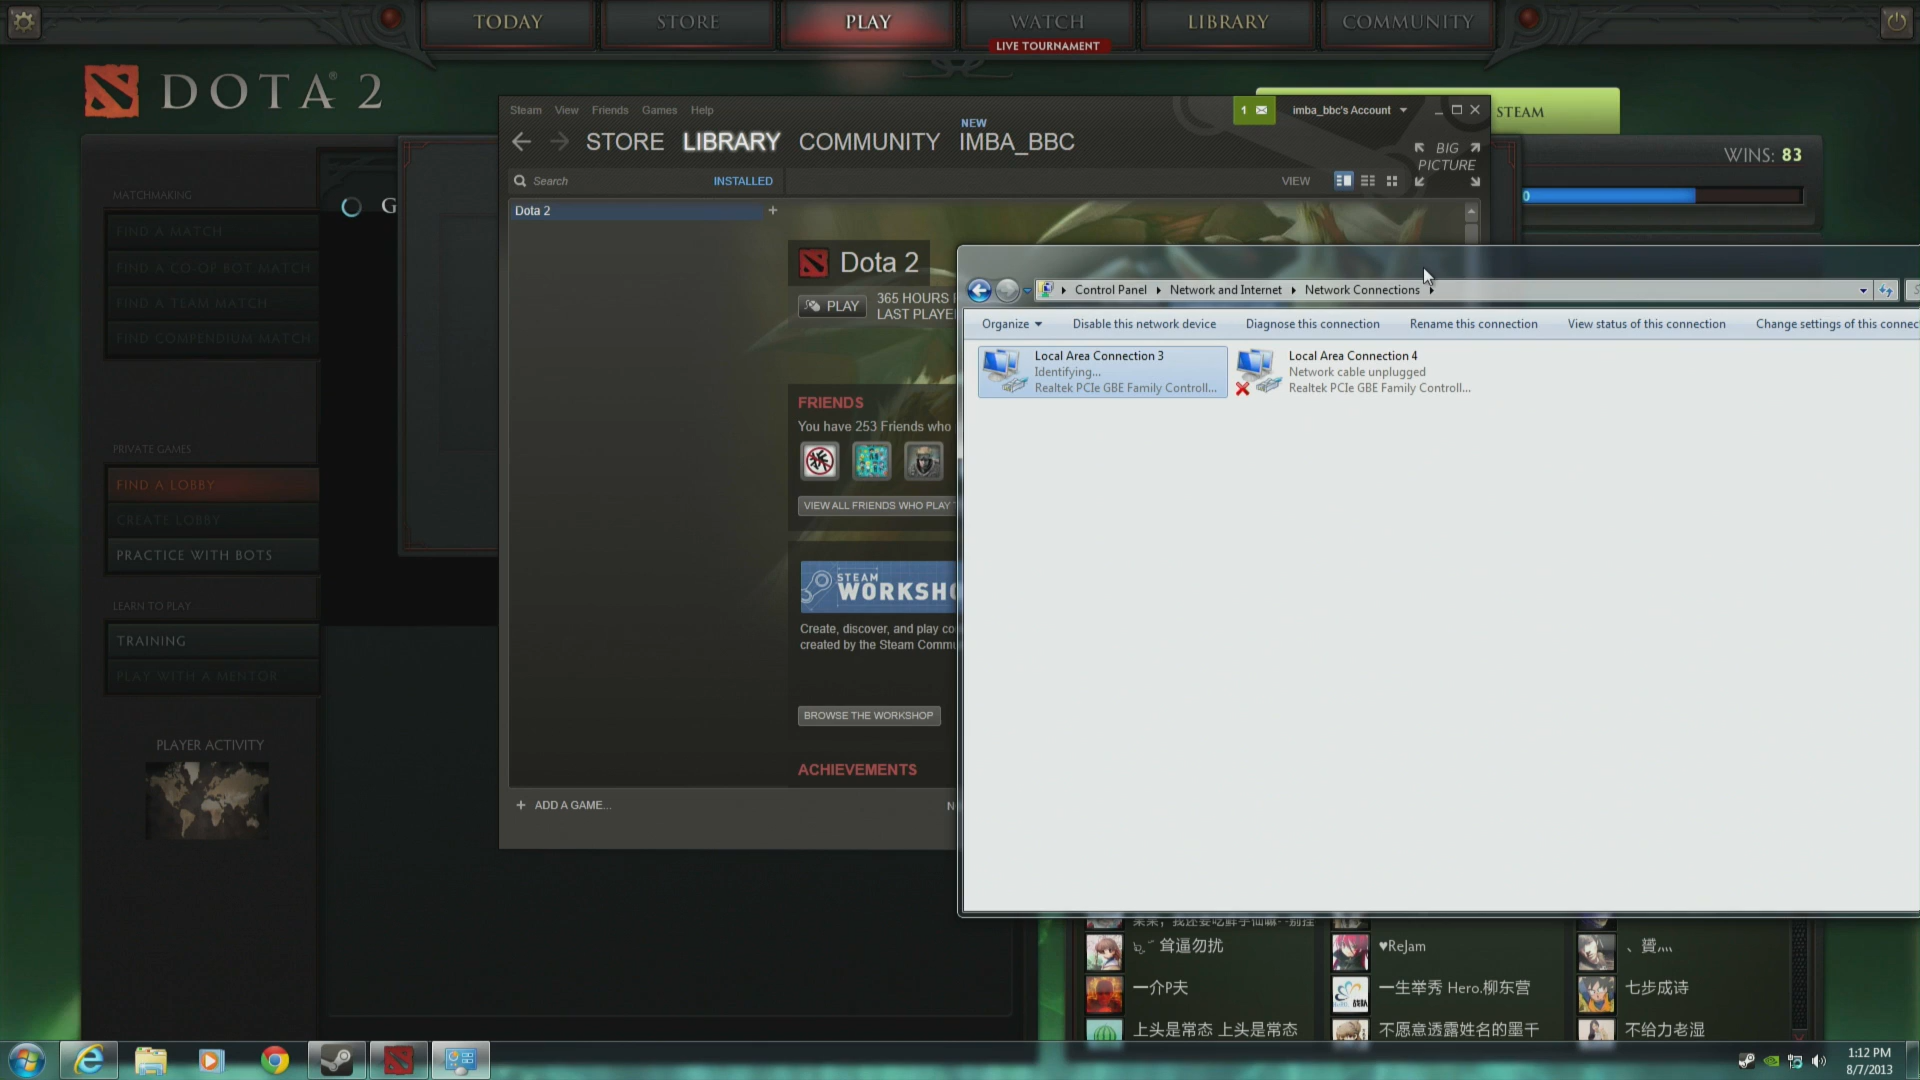 TODAY
STORE
PLAY
WATCH
LIVE TOURNAMENT
LIBRARY
COMMUNITY
DOTA® 2
STEAM
WINS: 83
0
MATCHMAKING
FIND A MATCH
FIND A CO-OP BOT MATCH
FIND A TEAM MATCH
FIND COMPENDIUM MATCH
G
PRIVATE GAMES
FIND A LOBBY
CREATE LOBBY
PRACTICE WITH BOTS
LEARN TO PLAY
TRAINING
PLAY WITH A MENTOR
PLAYER ACTIVITY
Steam View Friends Games Help
1
imba_bbc's Account
STORE LIBRARY COMMUNITY IMBA_BBC
NEW
BIG PICTURE
Search
INSTALLED
VIEW
Dota 2
+
Dota 2
PLAY
365 HOURS
LAST PLAYE
FRIENDS
You have 253 Friends who
VIEW ALL FRIENDS WHO PLAY
STEAM
WORKSH
Create, discover, and play co
created by the Steam Commu
BROWSE THE WORKSHOP
ACHIEVEMENTS
+ ADD A GAME...
N
Control Panel
Network and Internet
Network Connections
S
Organize
Disable this network device
Diagnose this connection
Rename this connection
View status of this connection
Change settings of this connec
Local Area Connection 3
Identifying...
Realtek PCIe GBE Family Controll...
Local Area Connection 4
Network cable unplugged
Realtek PCIe GBE Family Controll...
耸逼勿扰
♥ReJam
一介P夫
一生举秀 Hero.柳东营
七步成诗
上头是常态 上头是常态
不愿意透露姓名的墨干
不给力老湿
1:12 PM
8/7/2013